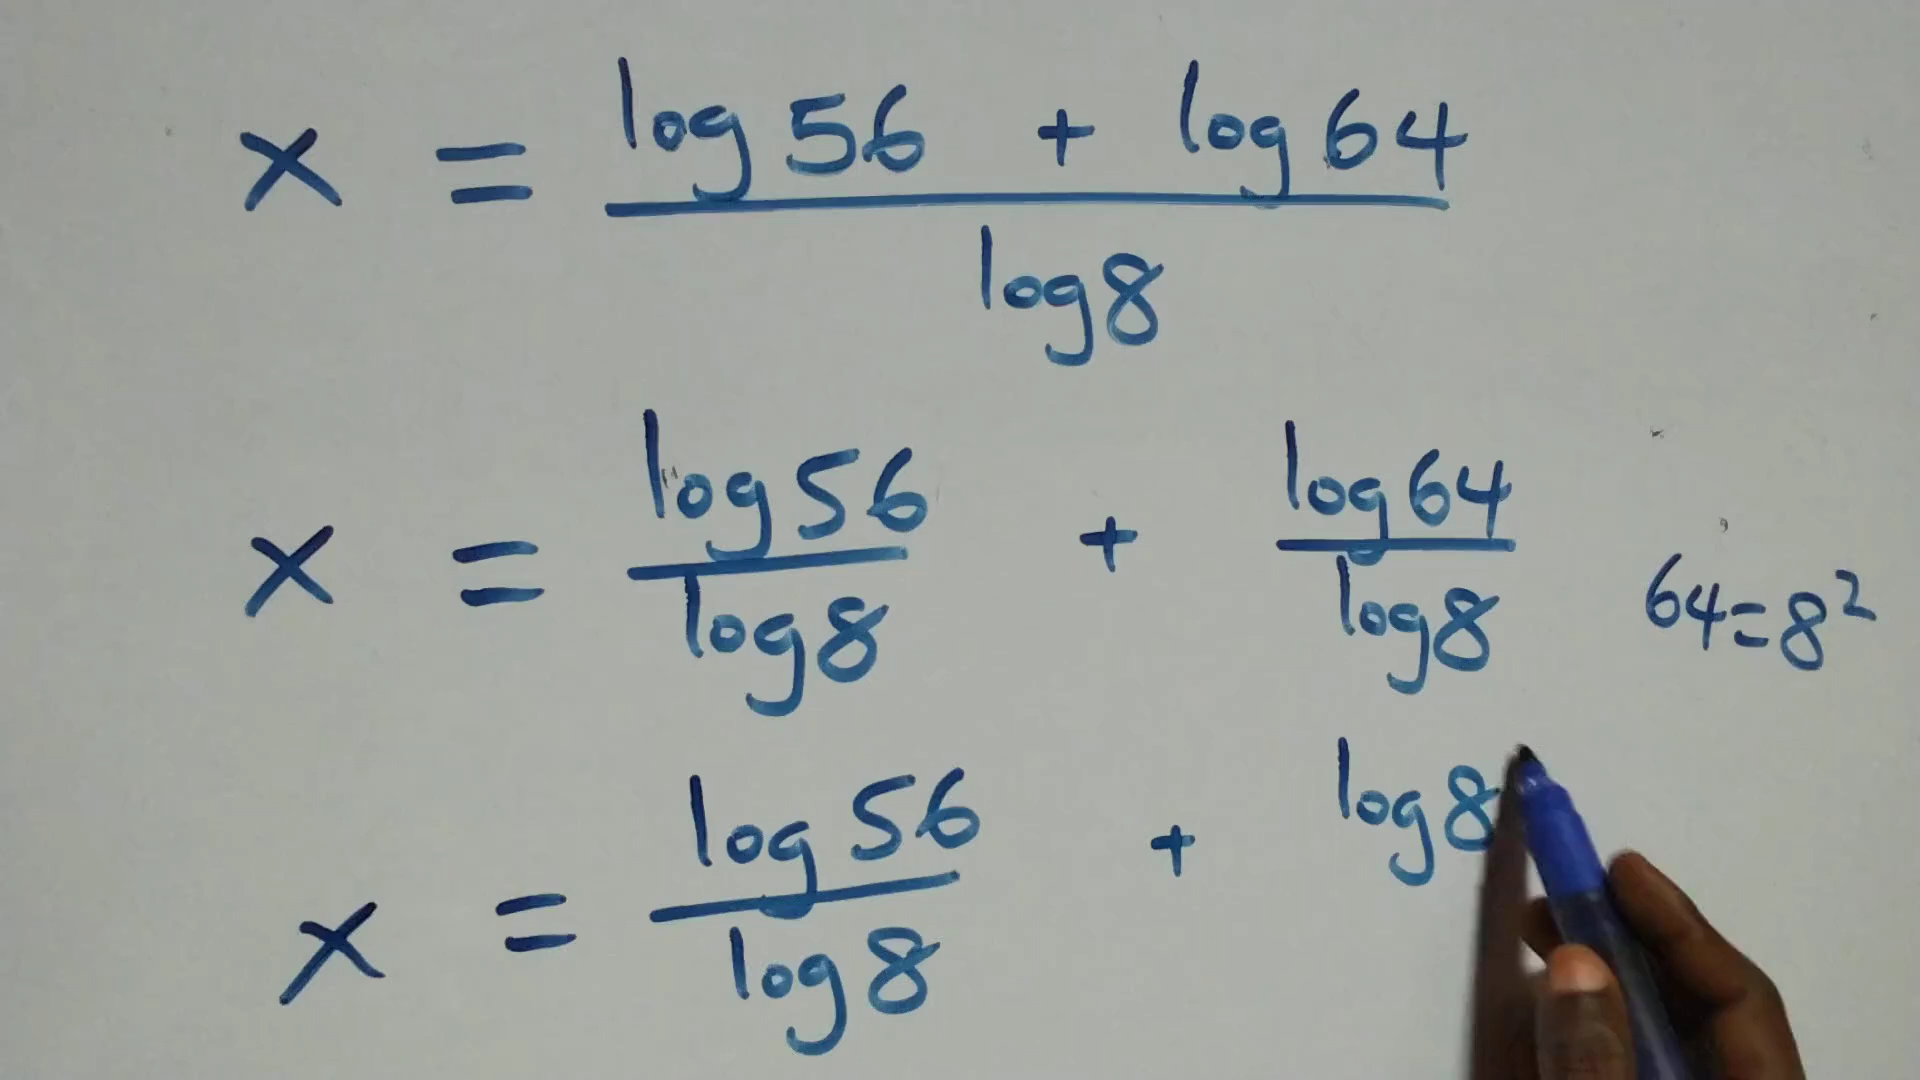 x = (log 56 + log 64) / log 8
x = log 56 / log 8 + log 64 / log 8
64 = 8²
x = log 56 / log 8 + log 8